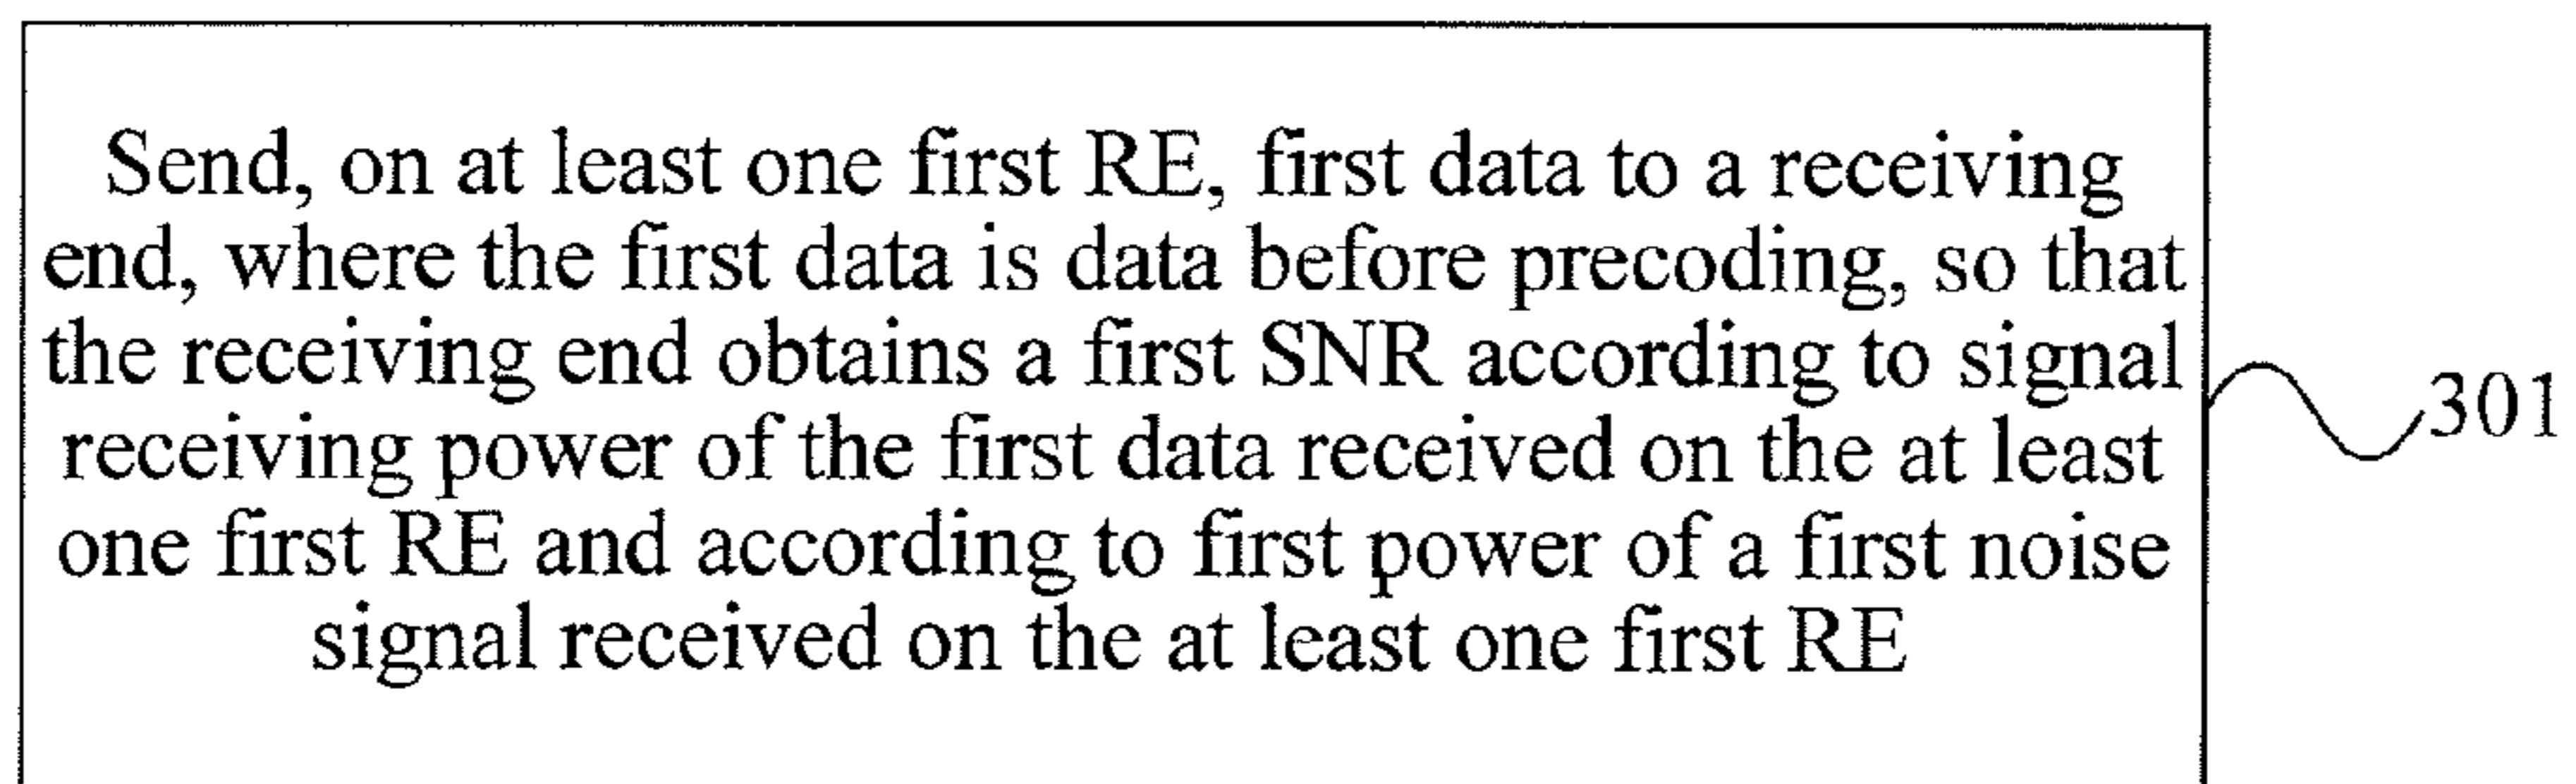 Send, on at least one first RE, first data to a receiving
end, where the first data is data before precoding, so that
the receiving end obtains a first SNR according to signal
receiving power of the first data received on the at least
one first RE and according to first power of a first noise
signal received on the at least one first RE
301